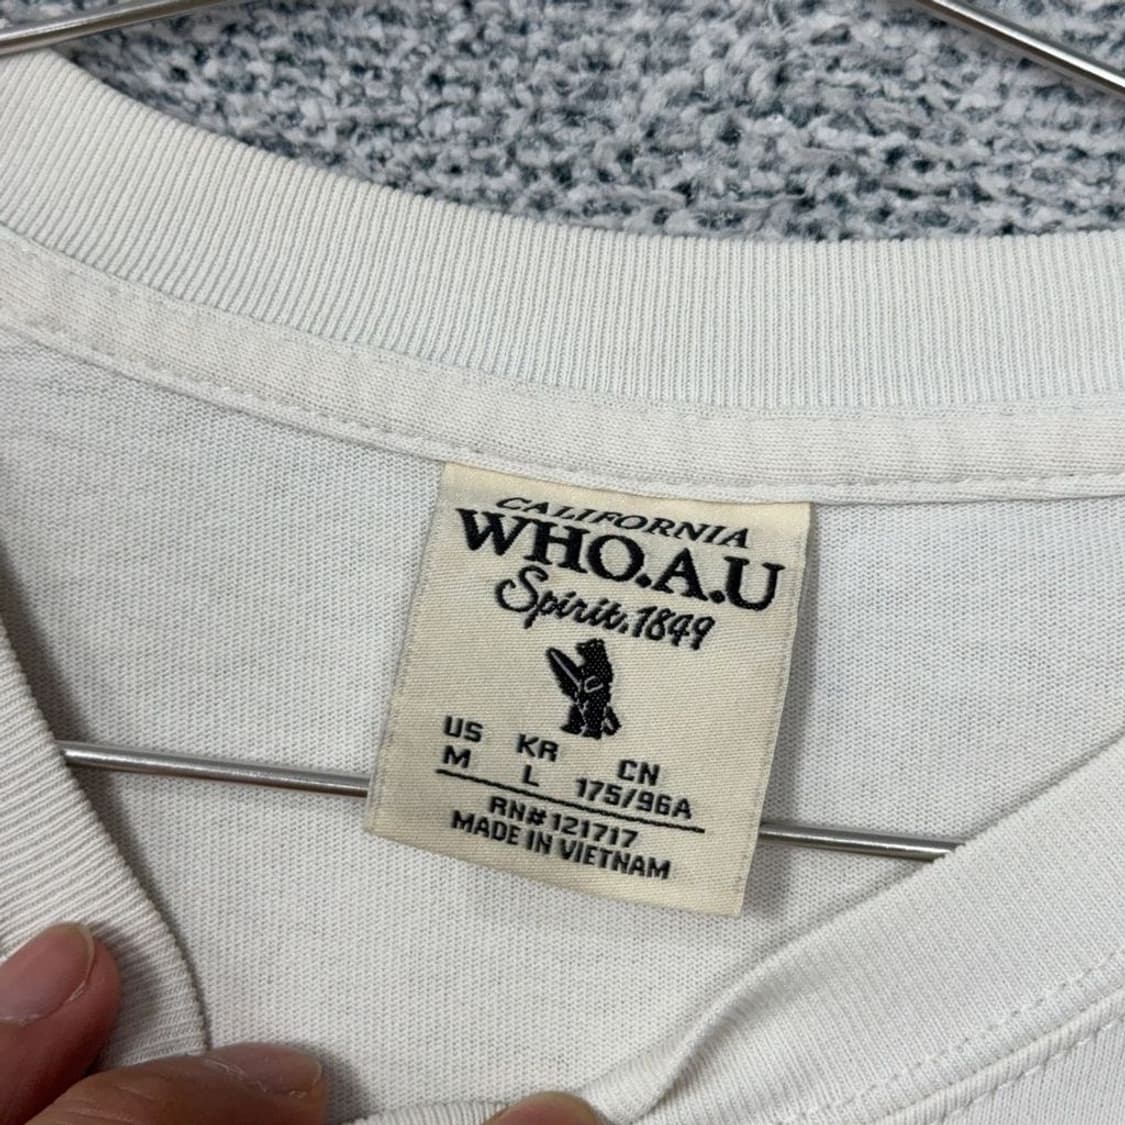 CALIFORNIA
WHO.A.U
Spirit.1849
US KR CN
M L 175/96A
RN#121717
MADE IN VIETNAM